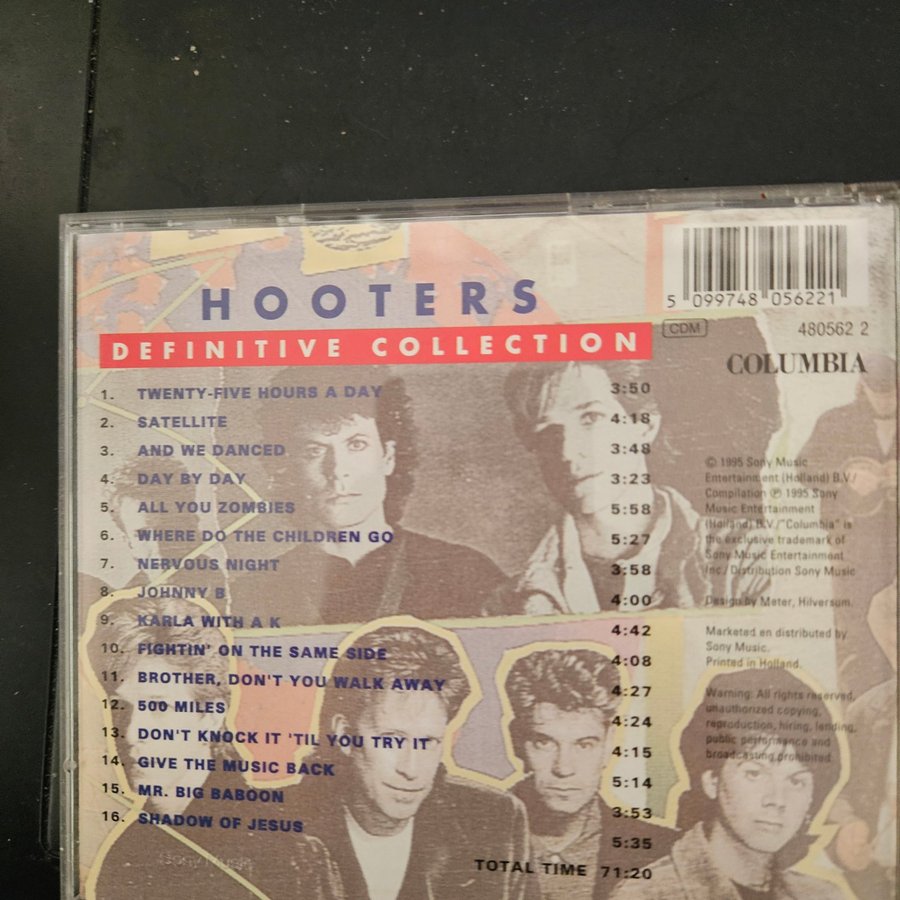 5 099748 056221
HOOTERS
CDM
480562 2
DEFINITIVE COLLECTION
COLUMBIA
1. TWENTY-FIVE HOURS A DAY 3:50
2. SATELLITE 4:18
3. AND WE DANCED 3:48
4. DAY BY DAY 3:23
5. ALL YOU ZOMBIES 5:58
6. WHERE DO THE CHILDREN GO 5:27
7. NERVOUS NIGHT 3:58
8. JOHNNY B 4:00
9. KARLA WITH A K 4:42
10. FIGHTIN' ON THE SAME SIDE 4:08
11. BROTHER, DON'T YOU WALK AWAY 4:27
12. 500 MILES 4:24
13. DON'T KNOCK IT 'TIL YOU TRY IT 4:15
14. GIVE THE MUSIC BACK 5:14
15. MR. BIG BABOON 3:53
16. SHADOW OF JESUS 5:35
TOTAL TIME 71:20
© 1995 Sony Music
Entertainment (Holland) B.V./
Compilation ℗ 1995 Sony
Music Entertainment
(Holland) B.V./"Columbia" is
the exclusive trademark of
Sony Music Entertainment
Inc./Distribution Sony Music
Design by Meter, Hilversum.
Marketed en distributed by
Sony Music.
Printed in Holland.
Warning: All rights reserved,
unauthorized copying,
reproduction, hiring, lending,
public performance and
broadcasting prohibited.